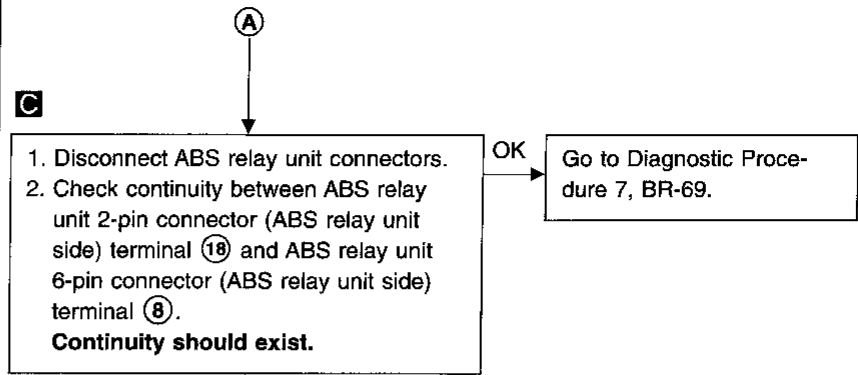 A
C
1. Disconnect ABS relay unit connectors.
2. Check continuity between ABS relay
unit 2-pin connector (ABS relay unit
side) terminal 18 and ABS relay unit
6-pin connector (ABS relay unit side)
terminal 8.
Continuity should exist.
OK
Go to Diagnostic Proce-
dure 7, BR-69.